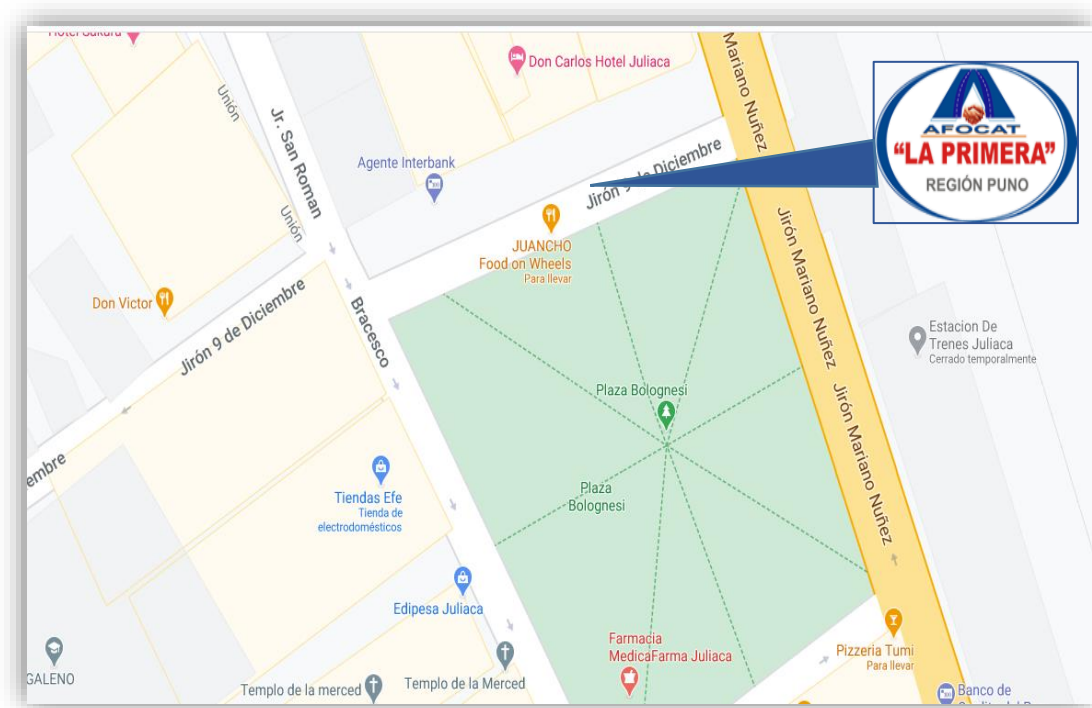 Hotel Sakura
Don Carlos Hotel Juliaca
Mariano Nuñez
AFOCAT
“LA PRIMERA”
REGIÓN PUNO
Unión
Jr. San Roman
Agente Interbank
Jirón 9 de Diciembre
Unión
JUANCHO
Food on Wheels
Para llevar
Jirón Mariano Nuñez
Don Victor
Jirón 9 de Diciembre
Bracesco
Estacion De
Trenes Juliaca
Cerrado temporalmente
Plaza Bolognesi
Jirón Mariano Nuñez
embre
Tiendas Efe
Tienda de
electrodomésticos
Plaza
Bolognesi
Edipesa Juliaca
Farmacia
MedicaFarma Juliaca
Pizzeria Tumi
Para llevar
GALENO
Templo de la merced
Templo de la Merced
Banco de